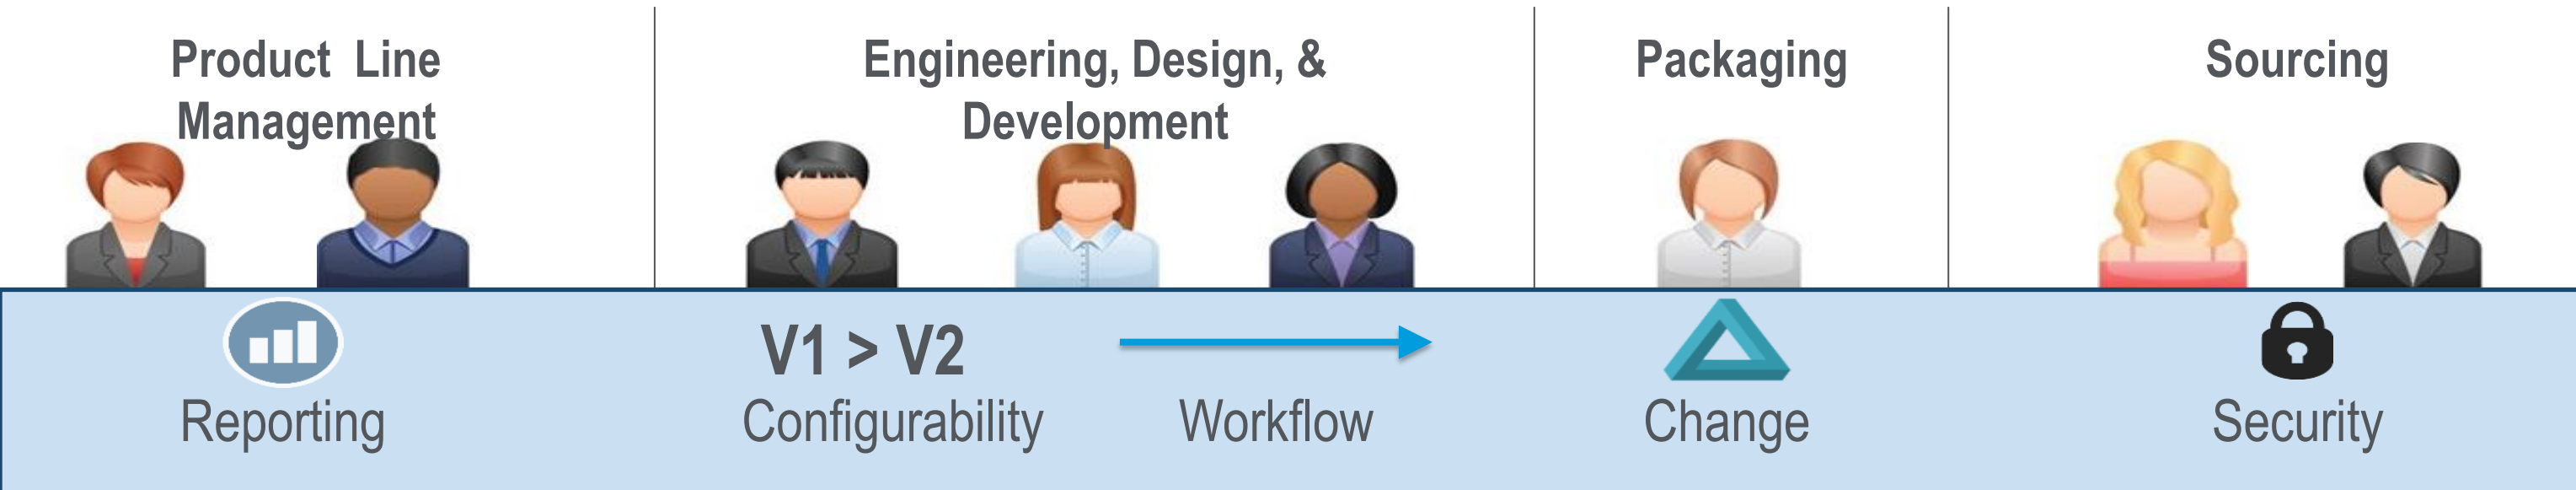 Product Line
Management
Engineering, Design, &
Development
Packaging
Sourcing
V1 > V2
Reporting
Configurability
Workflow
Change
Security